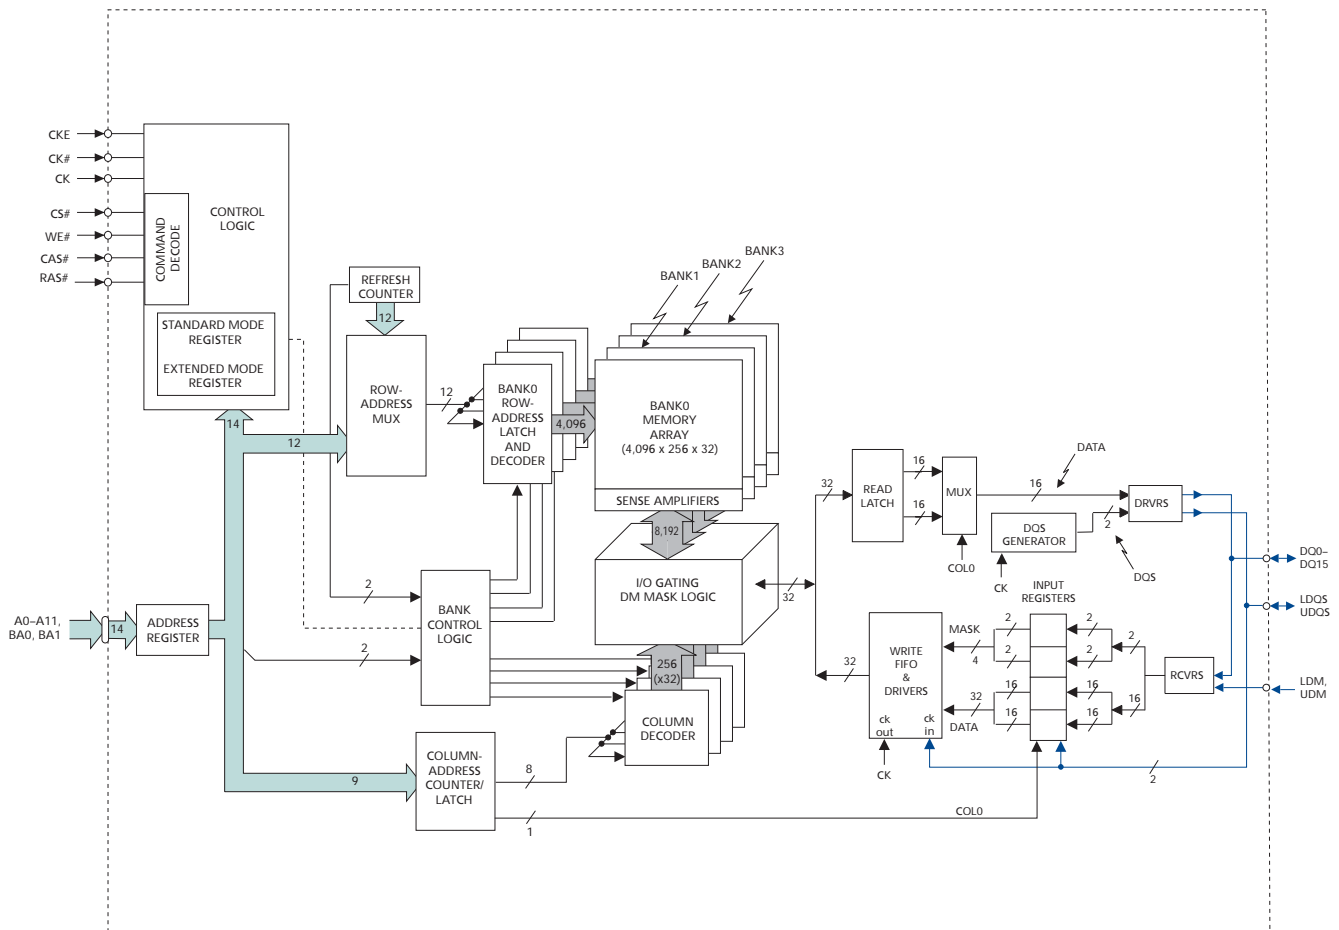 CKE
CK#
CK
CS#
WE#
CAS#
RAS#
CONTROL
LOGIC
COMMAND
DECODE
STANDARD MODE
REGISTER
EXTENDED MODE
REGISTER
REFRESH
COUNTER
12
ROW-
ADDRESS
MUX
12
14
12
BANK0
ROW-
ADDRESS
LATCH
AND
DECODER
4,096
BANK1
BANK2
BANK3
BANK0
MEMORY
ARRAY
(4,096 x 256 x 32)
SENSE AMPLIFIERS
8,192
I/O GATING
DM MASK LOGIC
32
32
READ
LATCH
16
16
MUX
COL0
16
DATA
DQS
GENERATOR
CK
2
DQS
DRVRS
DQ0–
DQ15
LDQS
UDQS
LDM,
UDM
A0–A11,
BA0, BA1
14
ADDRESS
REGISTER
2
2
BANK
CONTROL
LOGIC
256
(x32)
COLUMN
DECODER
9
COLUMN-
ADDRESS
COUNTER/
LATCH
8
1
COL0
32
WRITE
FIFO
&
DRIVERS
ck
out
ck
in
CK
MASK
4
32
DATA
INPUT
REGISTERS
2
2
16
16
2
2
16
16
2
16
RCVRS
2